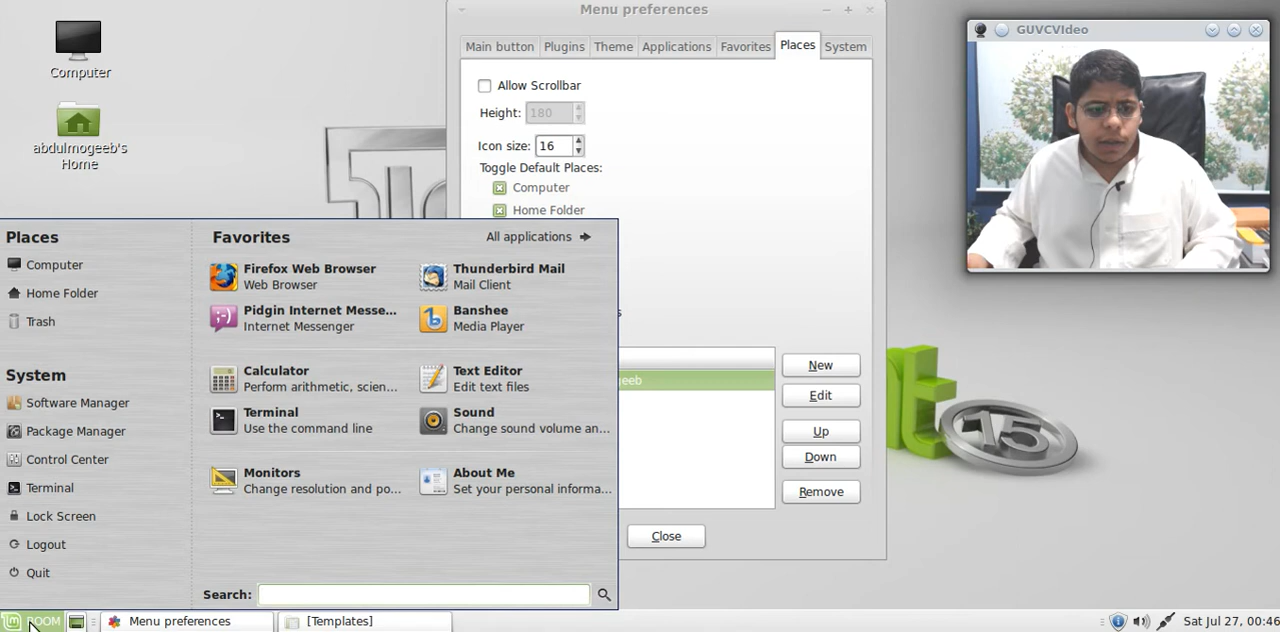 Computer
abdulmogeeb's
Home
Menu preferences
Main button
Plugins
Theme
Applications
Favorites
Places
System
Allow Scrollbar
Height: 180
Icon size: 16
Toggle Default Places:
Computer
Home Folder
New
Edit
Up
Down
Remove
Close
GUVCVIdeo
Places
Computer
Home Folder
Trash
System
Software Manager
Package Manager
Control Center
Terminal
Lock Screen
Logout
Quit
Favorites
All applications
Firefox Web Browser
Web Browser
Thunderbird Mail
Mail Client
Pidgin Internet Messe...
Internet Messenger
Banshee
Media Player
Calculator
Perform arithmetic, scien...
Text Editor
Edit text files
Terminal
Use the command line
Sound
Change sound volume an...
Monitors
Change resolution and po...
About Me
Set your personal informa...
Search:
15
Menu preferences
[Templates]
Sat Jul 27, 00:46